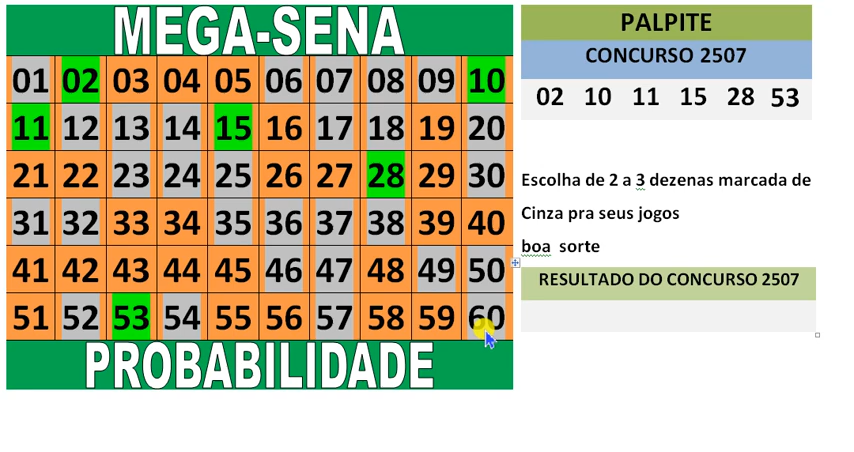 MEGA-SENA
01 02 03 04 05 06 07 08 09 10
11 12 13 14 15 16 17 18 19 20
21 22 23 24 25 26 27 28 29 30
31 32 33 34 35 36 37 38 39 40
41 42 43 44 45 46 47 48 49 50
51 52 53 54 55 56 57 58 59 60
PROBABILIDADE
PALPITE
CONCURSO 2507
02 10 11 15 28 53
Escolha de 2 a 3 dezenas marcada de
Cinza pra seus jogos
boa sorte
RESULTADO DO CONCURSO 2507